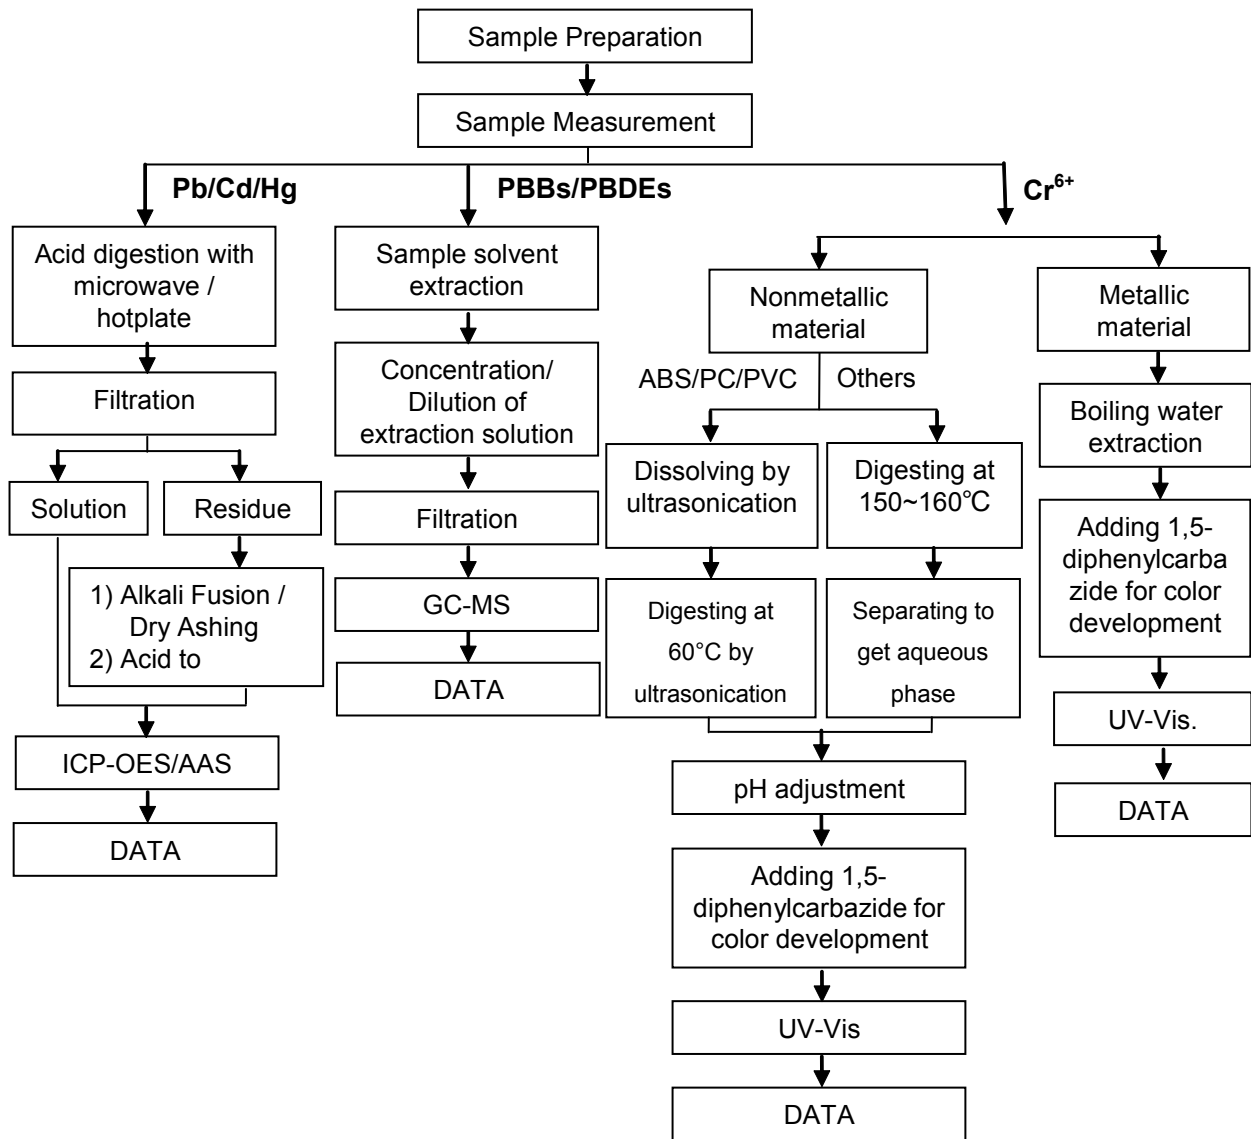 Sample Preparation
Sample Measurement
Pb/Cd/Hg
PBBs/PBDEs
Cr⁶⁺
Acid digestion with
microwave /
hotplate
Filtration
Solution
Residue
1) Alkali Fusion /
Dry Ashing
2) Acid to
ICP-OES/AAS
DATA
Sample solvent
extraction
Concentration/
Dilution of
extraction solution
Filtration
GC-MS
DATA
Nonmetallic
material
ABS/PC/PVC
Others
Dissolving by
ultrasonication
Digesting at
60°C by
ultrasonication
Digesting at
150~160℃
Separating to
get aqueous
phase
pH adjustment
Adding 1,5-
diphenylcarbazide for
color development
UV-Vis
DATA
Metallic
material
Boiling water
extraction
Adding 1,5-
diphenylcarba
zide for color
development
UV-Vis.
DATA